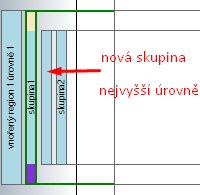 vnořený region 1 úrovně 1
skupina1
skupina2
nová skupina
nejvyšší úrovně